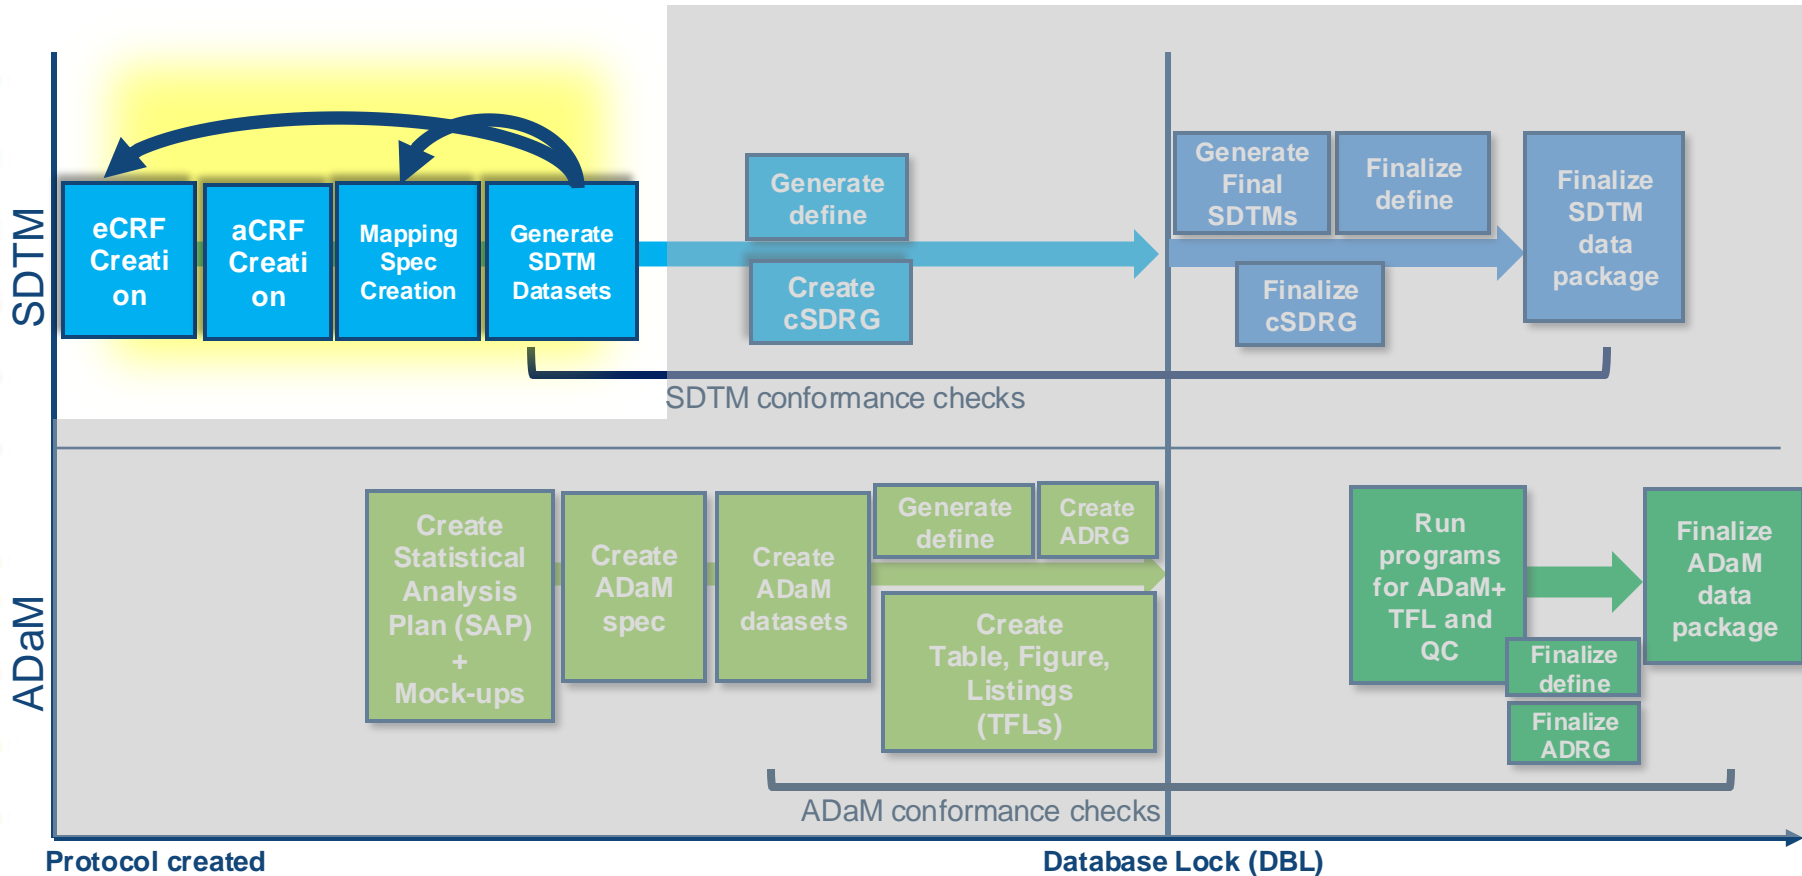 SDTM
eCRF
Creati
on
aCRF
Creati
on
Mapping
Spec
Creation
Generate
SDTM
Datasets
Generate
define
Create
cSDRG
Generate
Final
SDTMs
Finalize
define
Finalize
cSDRG
Finalize
SDTM
data
package
SDTM conformance checks
ADaM
Create
Statistical
Analysis
Plan (SAP)
+
Mock-ups
Create
ADaM
spec
Create
ADaM
datasets
Generate
define
Create
ADRG
Create
Table, Figure,
Listings
(TFLs)
Run
programs
for ADaM+
TFL and
QC
Finalize
define
Finalize
ADRG
Finalize
ADaM
data
package
ADaM conformance checks
Protocol created
Database Lock (DBL)